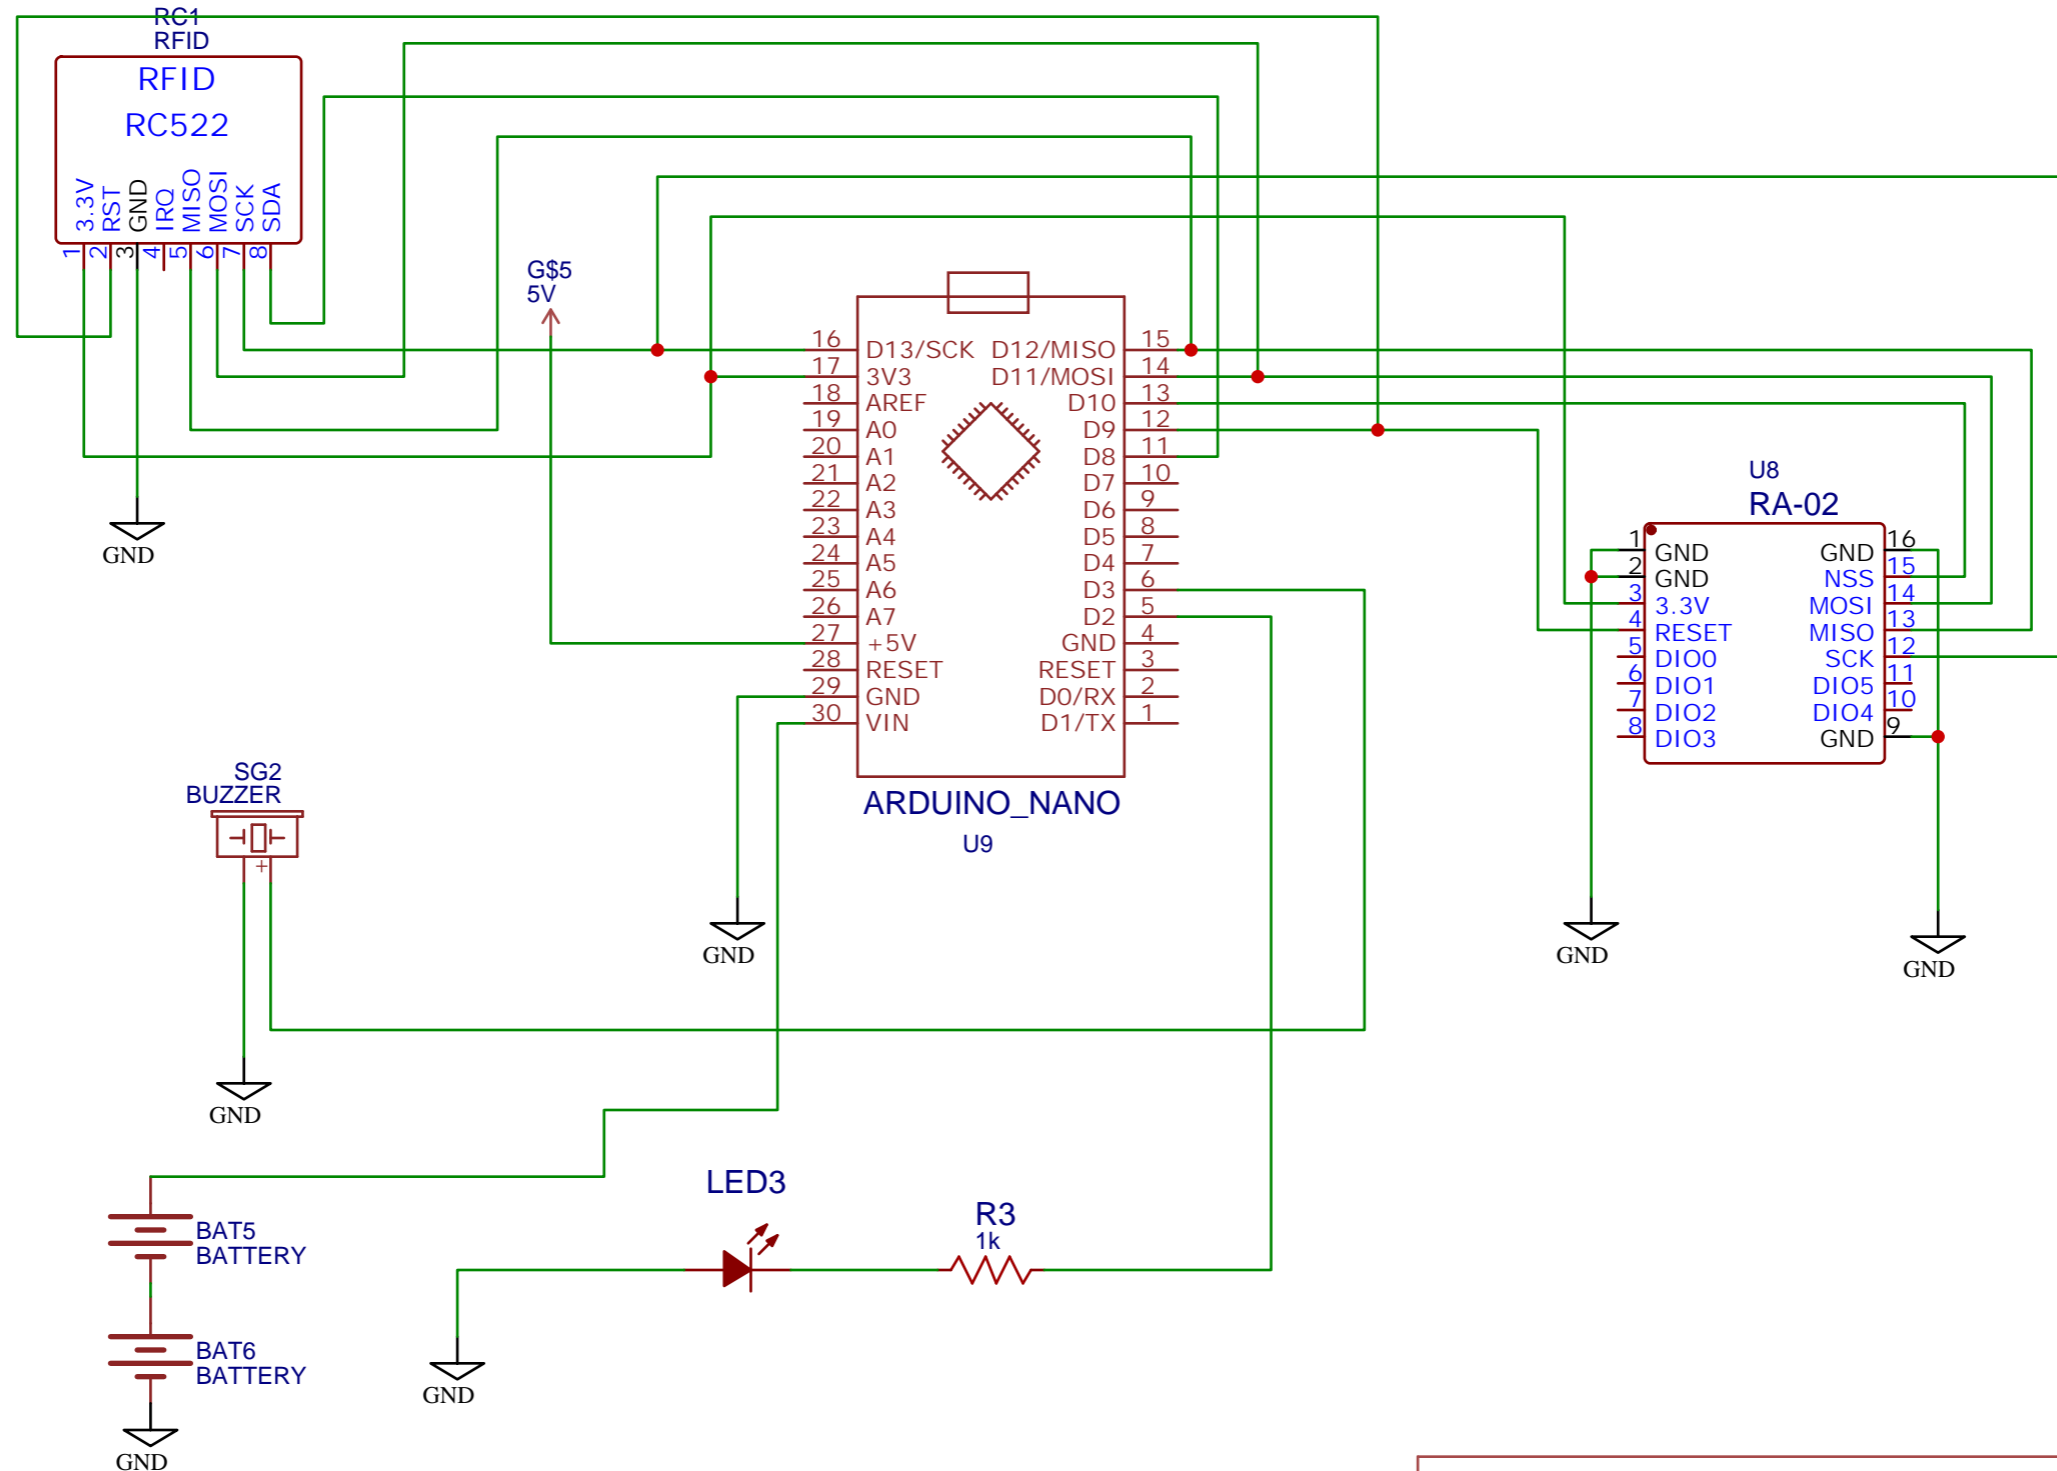 RC1
RFID
RFID
RC522
3.3V
RST
GND
IRQ
MISO
MOSI
SCK
SDA
1
2
3
4
5
6
7
8
GND
G$5
5V
16 D13/SCK D12/MISO 15
17 3V3 D11/MOSI 14
18 AREF D10 13
19 A0 D9 12
20 A1 D8 11
21 A2 D7 10
22 A3 D6 9
23 A4 D5 8
24 A5 D4 7
25 A6 D3 6
26 A7 D2 5
27 +5V GND 4
28 RESET RESET 3
29 GND D0/RX 2
30 VIN D1/TX 1
ARDUINO_NANO
U9
GND
U8
RA-02
1 GND GND 16
2 GND NSS 15
3 3.3V MOSI 14
4 RESET MISO 13
5 DIO0 SCK 12
6 DIO1 DIO5 11
7 DIO2 DIO4 10
8 DIO3 GND 9
GND
GND
SG2
BUZZER
+
GND
BAT5
BATTERY
BAT6
BATTERY
GND
LED3
R3
1k
GND